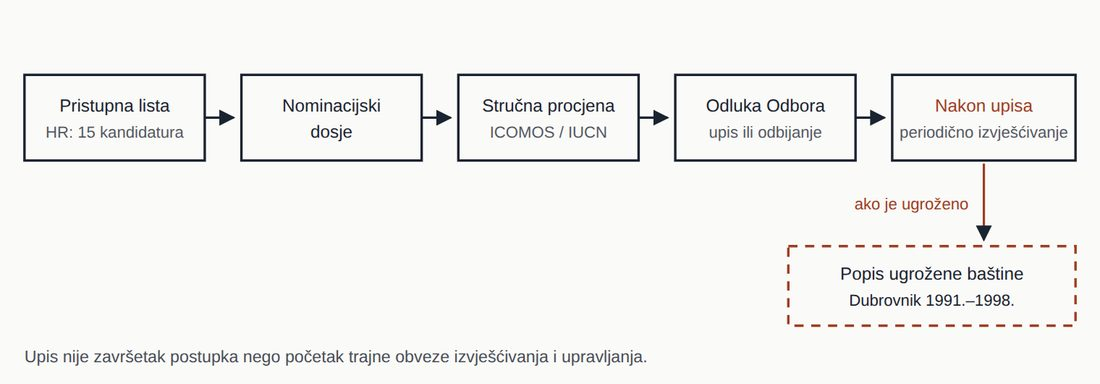 Pristupna lista
HR: 15 kandidatura
Nominacijski
dosje
Stručna procjena
ICOMOS / IUCN
Odluka Odbora
upis ili odbijanje
Nakon upisa
periodično izvješćivanje
ako je ugroženo
Popis ugrožene baštine
Dubrovnik 1991.–1998.
Upis nije završetak postupka nego početak trajne obveze izvješćivanja i upravljanja.